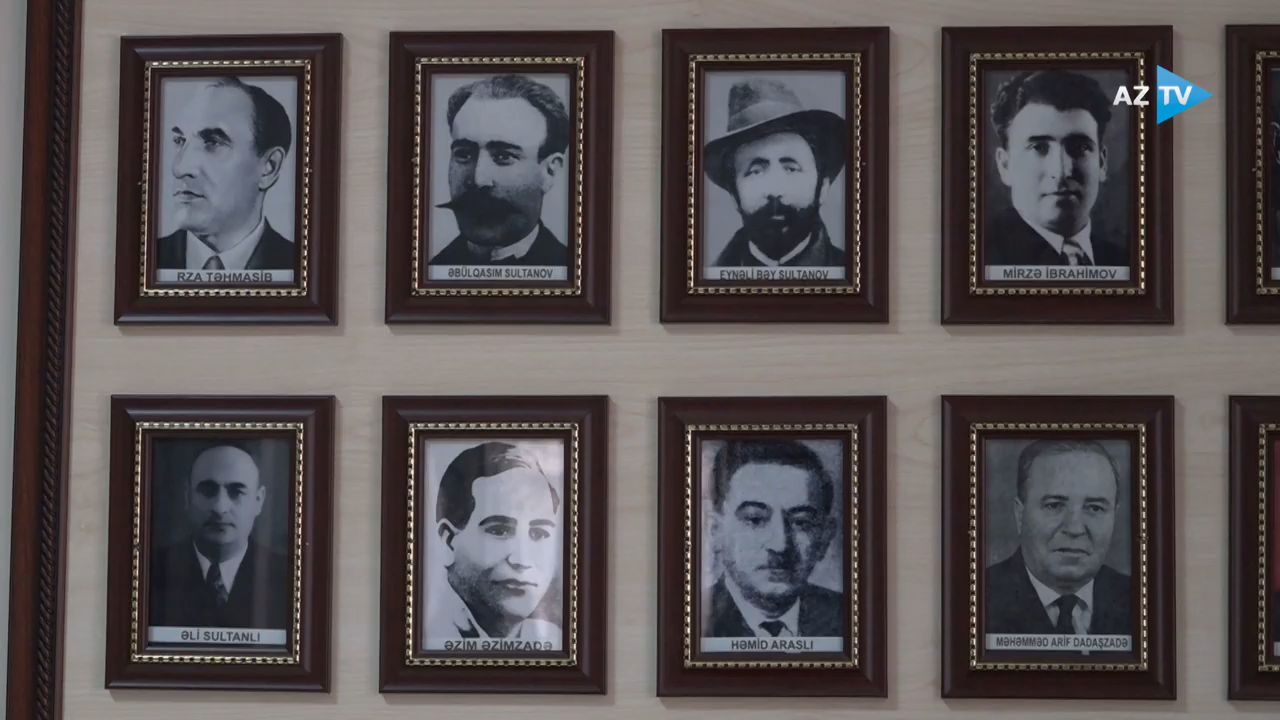 AZ TV
RZA TƏHMASİB
ƏBÜLQASIM SULTANOV
EYNƏLİ BƏY SULTANOV
MİRZƏ İBRAHİMOV
ƏLİ SULTANLI
ƏZİM ƏZİMZADƏ
HƏMİD ARASLI
MƏHƏMMƏD ARİF DADAŞZADƏ